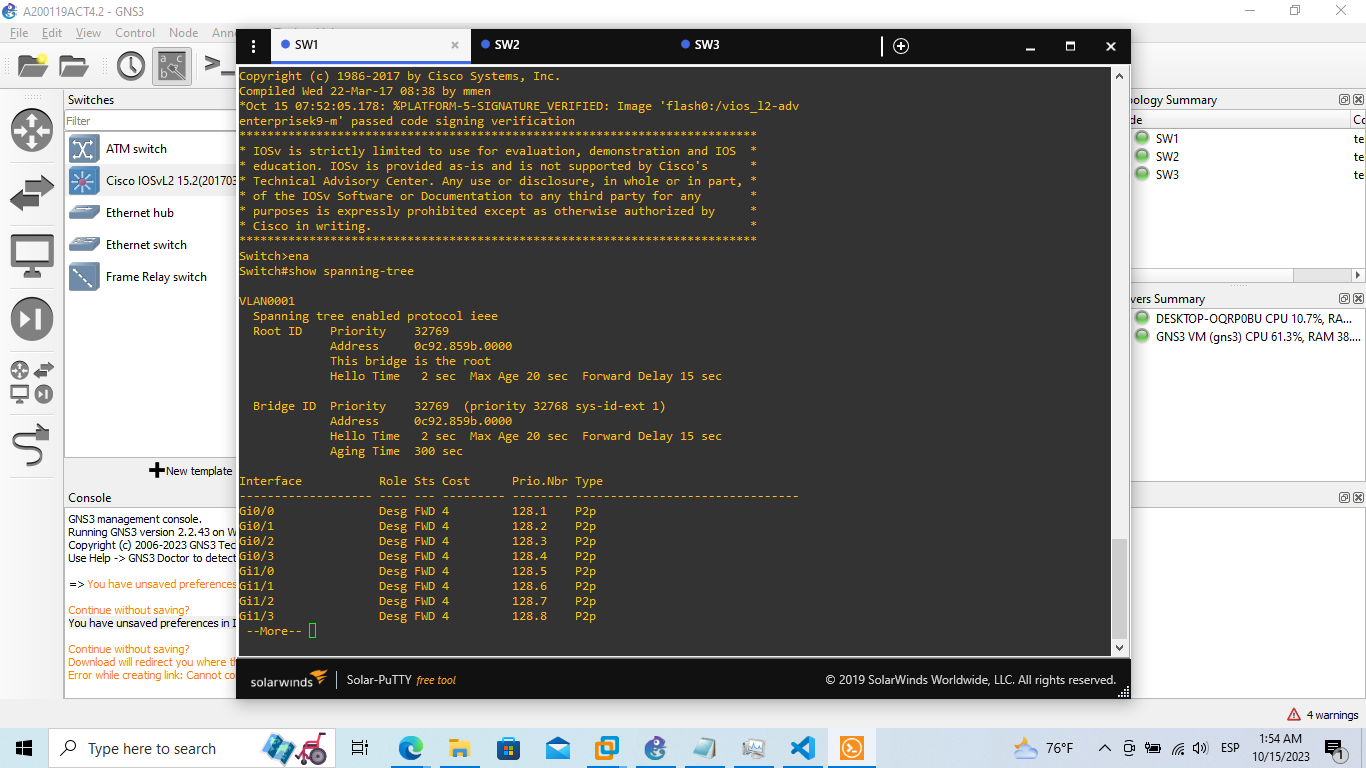 A200119ACT4.2 - GNS3
File Edit View Control Node
SW1
SW2
SW3
Switches
Filter
ATM switch
Cisco IOSvL2 15.2(201703
Ethernet hub
Ethernet switch
Frame Relay switch
New template
Console
GNS3 management console.
Running GNS3 version 2.2.43 on W
Copyright (c) 2006-2023 GNS3 Tec
Use Help -> GNS3 Doctor to detect
=> You have unsaved preferences
Continue without saving?
You have unsaved preferences in I
Continue without saving?
Download will redirect you where th
Error while creating link: Cannot co
Copyright (c) 1986-2017 by Cisco Systems, Inc.
Compiled Wed 22-Mar-17 08:38 by mmen
*Oct 15 07:52:05.178: %PLATFORM-5-SIGNATURE_VERIFIED: Image 'flash0:/vios_l2-adv
enterprisek9-m' passed code signing verification
**************************************************************************
* IOSv is strictly limited to use for evaluation, demonstration and IOS  *
* education. IOSv is provided as-is and is not supported by Cisco's      *
* Technical Advisory Center. Any use or disclosure, in whole or in part, *
* of the IOSv Software or Documentation to any third party for any       *
* purposes is expressly prohibited except as otherwise authorized by     *
* Cisco in writing.                                                      *
**************************************************************************
Switch>ena
Switch#show spanning-tree
VLAN0001
Spanning tree enabled protocol ieee
Root ID    Priority    32769
Address     0c92.859b.0000
This bridge is the root
Hello Time   2 sec  Max Age 20 sec  Forward Delay 15 sec
Bridge ID  Priority    32769  (priority 32768 sys-id-ext 1)
Address     0c92.859b.0000
Hello Time   2 sec  Max Age 20 sec  Forward Delay 15 sec
Aging Time  300 sec
Interface           Role Sts Cost      Prio.Nbr Type
------------------- ---- --- --------- -------- --------------------------------
Gi0/0               Desg FWD 4         128.1    P2p
Gi0/1               Desg FWD 4         128.2    P2p
Gi0/2               Desg FWD 4         128.3    P2p
Gi0/3               Desg FWD 4         128.4    P2p
Gi1/0               Desg FWD 4         128.5    P2p
Gi1/1               Desg FWD 4         128.6    P2p
Gi1/2               Desg FWD 4         128.7    P2p
Gi1/3               Desg FWD 4         128.8    P2p
--More--
solarwinds
Solar-PuTTY free tool
© 2019 SolarWinds Worldwide, LLC. All rights reserved.
pology Summary
de Co
SW1 te
SW2 te
SW3 te
vers Summary
DESKTOP-OQRP0BU CPU 10.7%, RA...
GNS3 VM (gns3) CPU 61.3%, RAM 38....
4 warnings
Type here to search
76°F
ESP
1:54 AM
10/15/2023
1